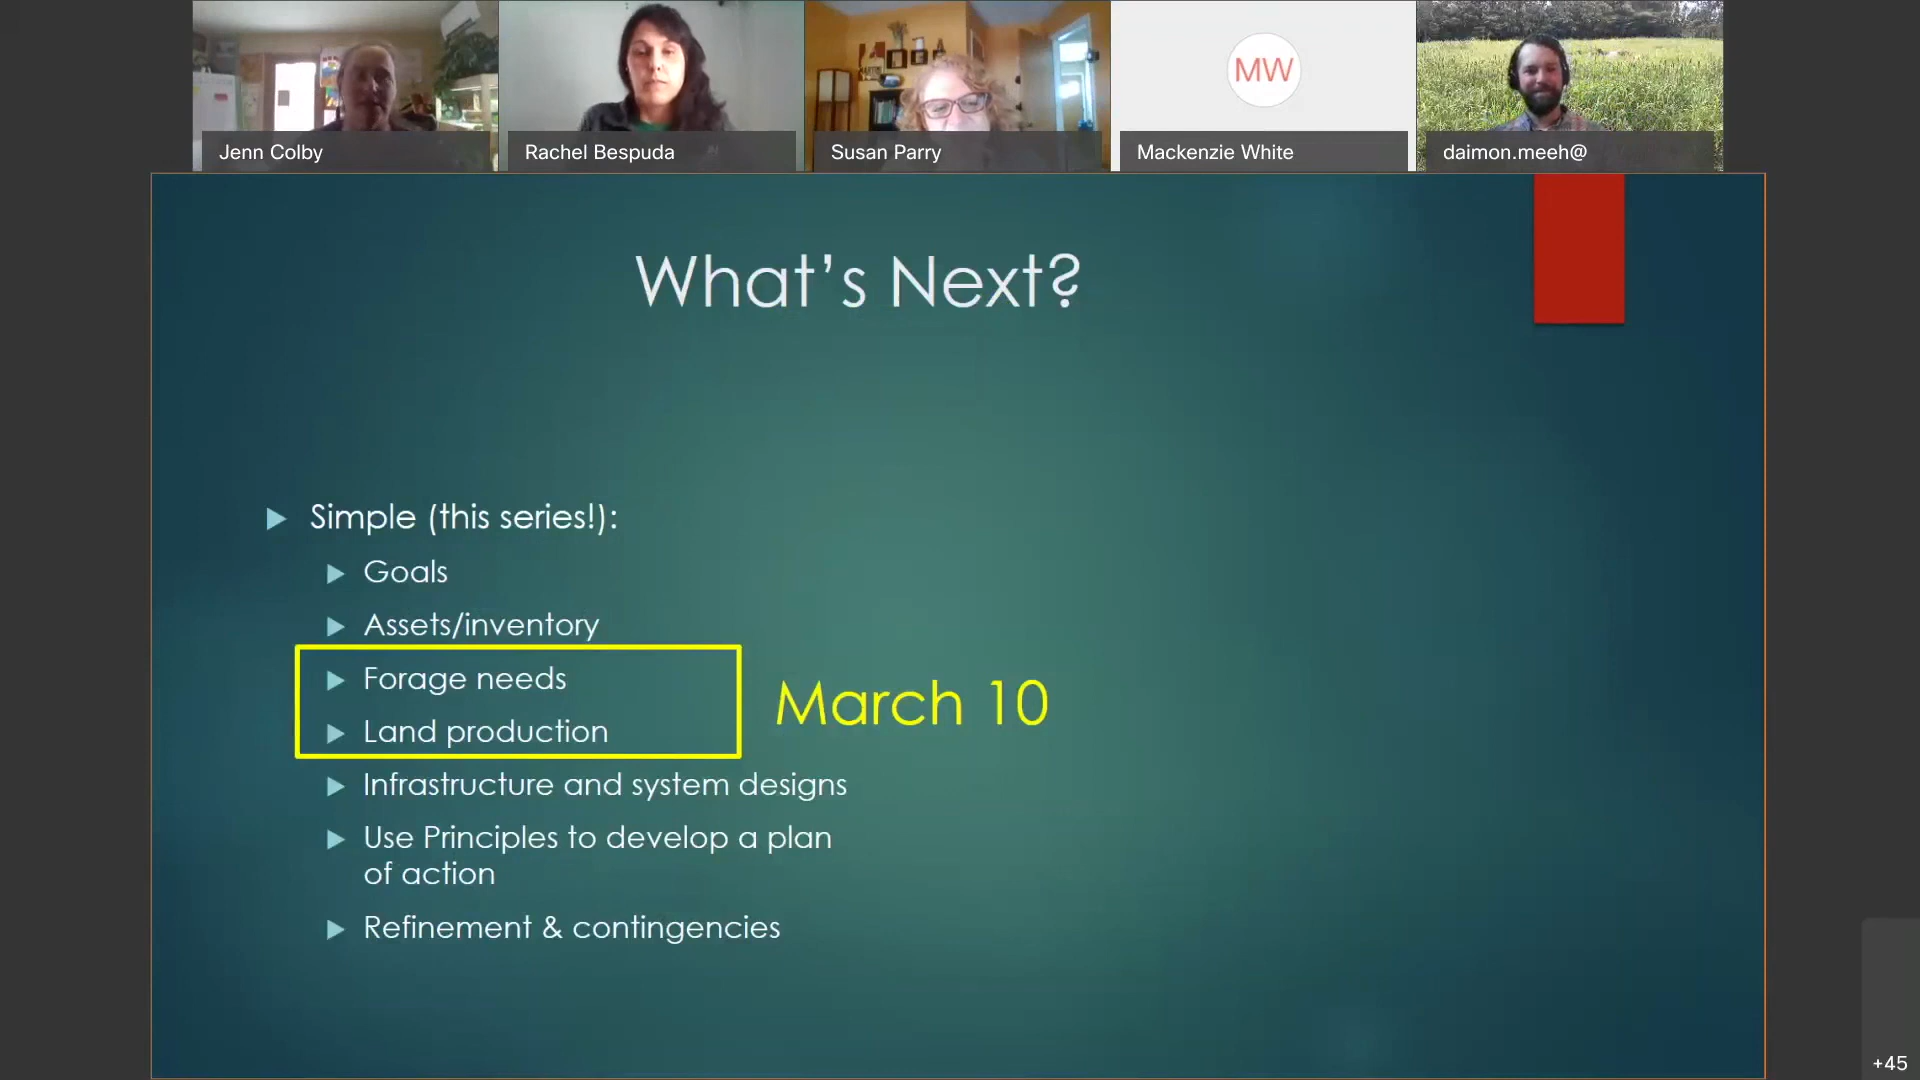 MW
Jenn Colby
Rachel Bespuda
Susan Parry
Mackenzie White
daimon.meeh@
What's Next?
Simple (this series!):
Goals
Assets/inventory
Forage needs
Land production
March 10
Infrastructure and system designs
Use Principles to develop a plan
of action
Refinement & contingencies
+45